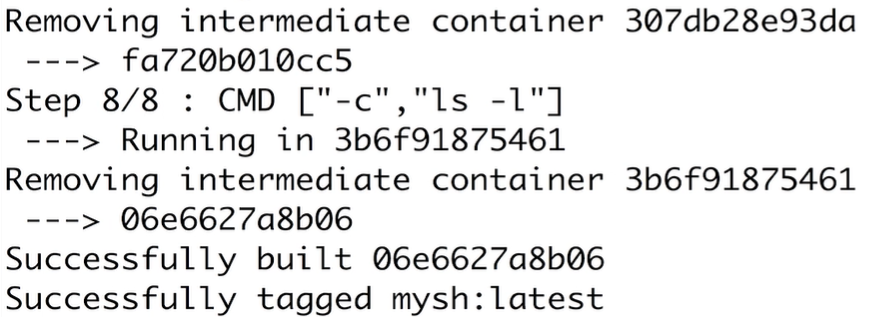 Removing intermediate container 307db28e93da
 ---> fa720b010cc5
Step 8/8 : CMD ["-c","ls -l"]
 ---> Running in 3b6f91875461
Removing intermediate container 3b6f91875461
 ---> 06e6627a8b06
Successfully built 06e6627a8b06
Successfully tagged mysh:latest